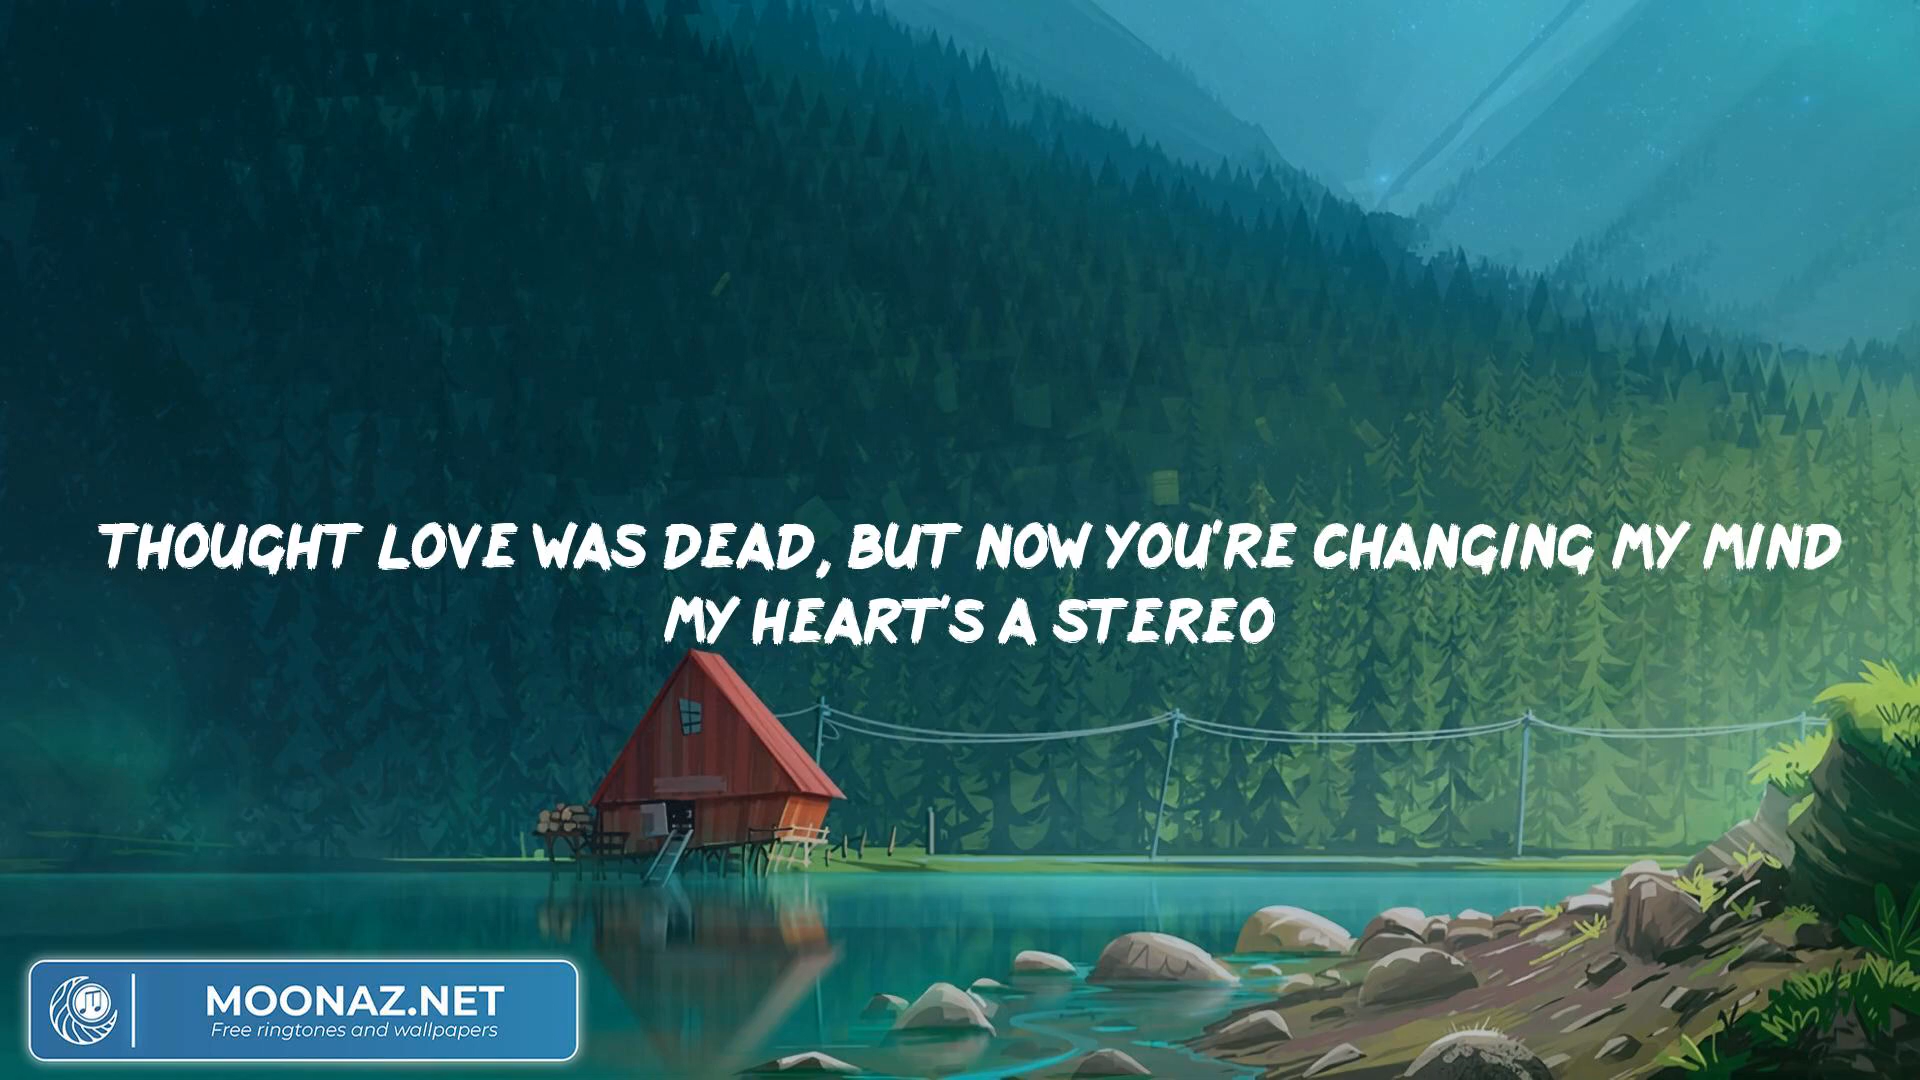 THOUGHT LOVE WAS DEAD, BUT NOW YOU'RE CHANGING MY MIND
MY HEART'S A STEREO
MOONAZ.NET
Free ringtones and wallpapers